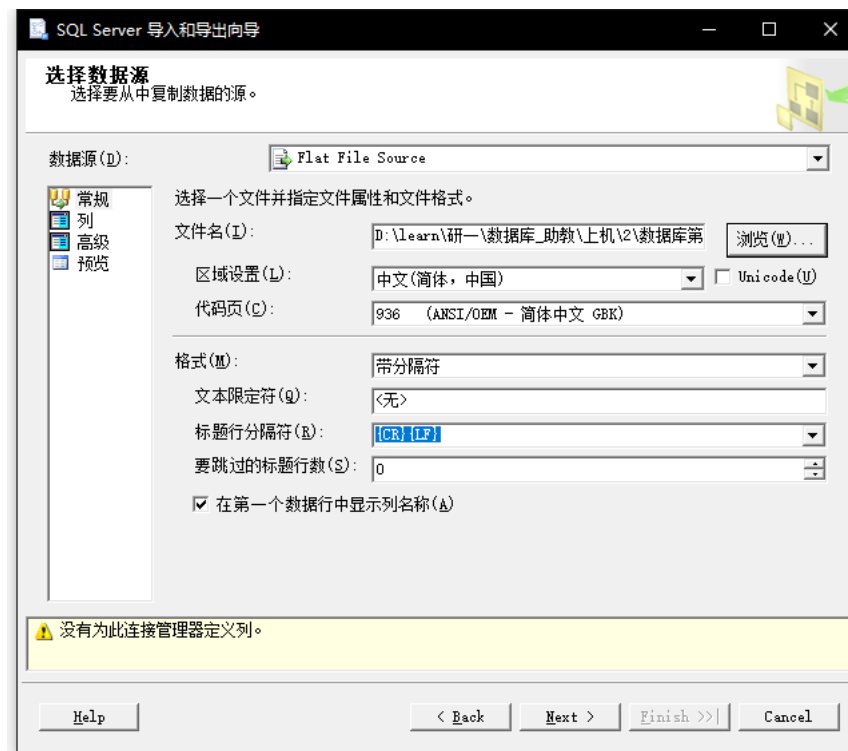 SQL Server 导入和导出向导
选择数据源
选择要从中复制数据的源。
数据源(D): Flat File Source
常规
列
高级
预览
选择一个文件并指定文件属性和文件格式。
文件名(I): D:\learn\研一\数据库_助教\上机\2\数据库第 浏览(W)...
区域设置(L): 中文(简体，中国) Unicode(U)
代码页(C): 936 (ANSI/OEM - 简体中文 GBK)
格式(M): 带分隔符
文本限定符(Q): <无>
标题行分隔符(R): {CR}{LF}
要跳过的标题行数(S): 0
在第一个数据行中显示列名称(A)
没有为此连接管理器定义列。
Help < Back Next > Finish >>| Cancel